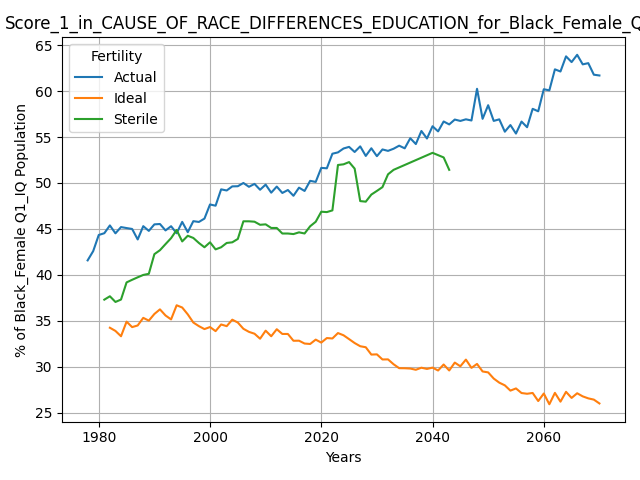 Score_1_in_CAUSE_OF_RACE_DIFFERENCES_EDUCATION_for_Black_Female_Q
Fertility
Actual
Ideal
Sterile
% of Black_Female Q1_IQ Population
65
60
55
50
45
40
35
30
25
1980 2000 2020 2040 2060
Years